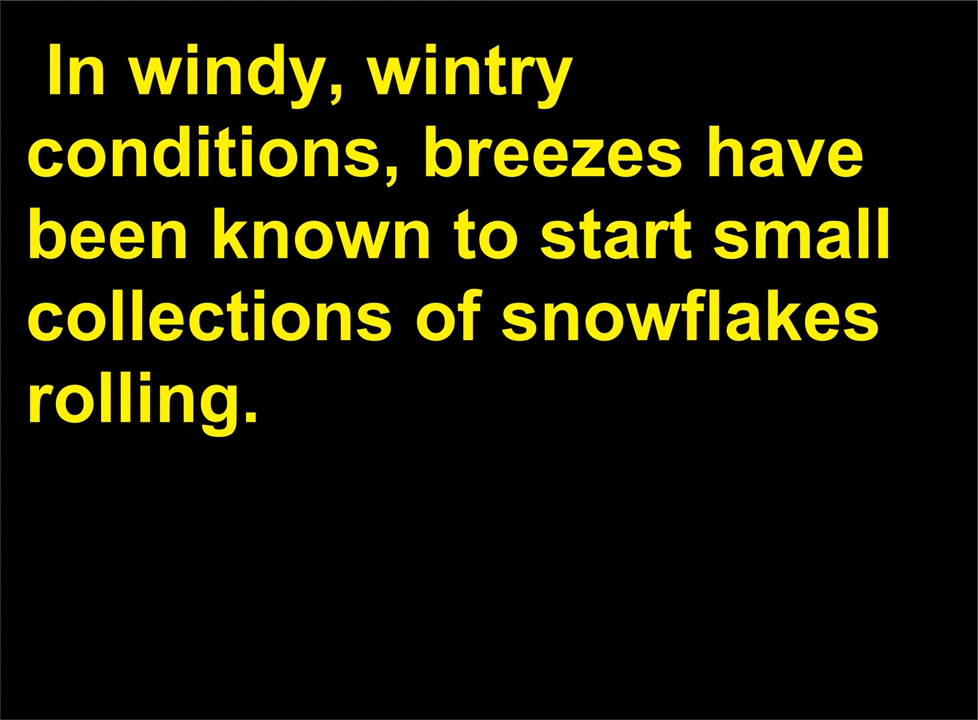 In windy, wintry
conditions, breezes have
been known to start small
collections of snowflakes
rolling.